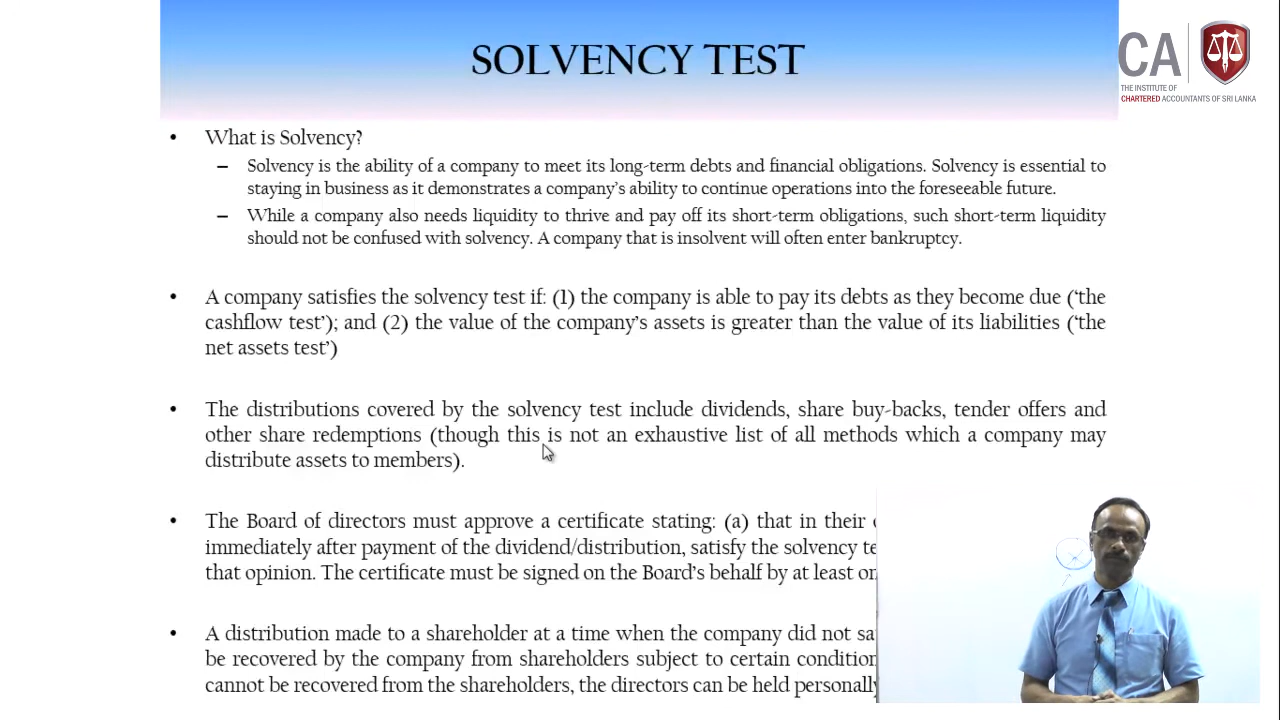 SOLVENCY TEST
CA
THE INSTITUTE OF
CHARTERED ACCOUNTANTS OF SRI LANKA
• What is Solvency?
– Solvency is the ability of a company to meet its long-term debts and financial obligations. Solvency is essential to
staying in business as it demonstrates a company's ability to continue operations into the foreseeable future.
– While a company also needs liquidity to thrive and pay off its short-term obligations, such short-term liquidity
should not be confused with solvency. A company that is insolvent will often enter bankruptcy.
• A company satisfies the solvency test if: (1) the company is able to pay its debts as they become due ('the
cashflow test'); and (2) the value of the company's assets is greater than the value of its liabilities ('the
net assets test')
• The distributions covered by the solvency test include dividends, share buy-backs, tender offers and
other share redemptions (though this is not an exhaustive list of all methods which a company may
distribute assets to members).
• The Board of directors must approve a certificate stating: (a) that in their
immediately after payment of the dividend/distribution, satisfy the solvency
that opinion. The certificate must be signed on the Board's behalf by at least
• A distribution made to a shareholder at a time when the company did not
be recovered by the company from shareholders subject to certain
cannot be recovered from the shareholders, the directors can be held personally